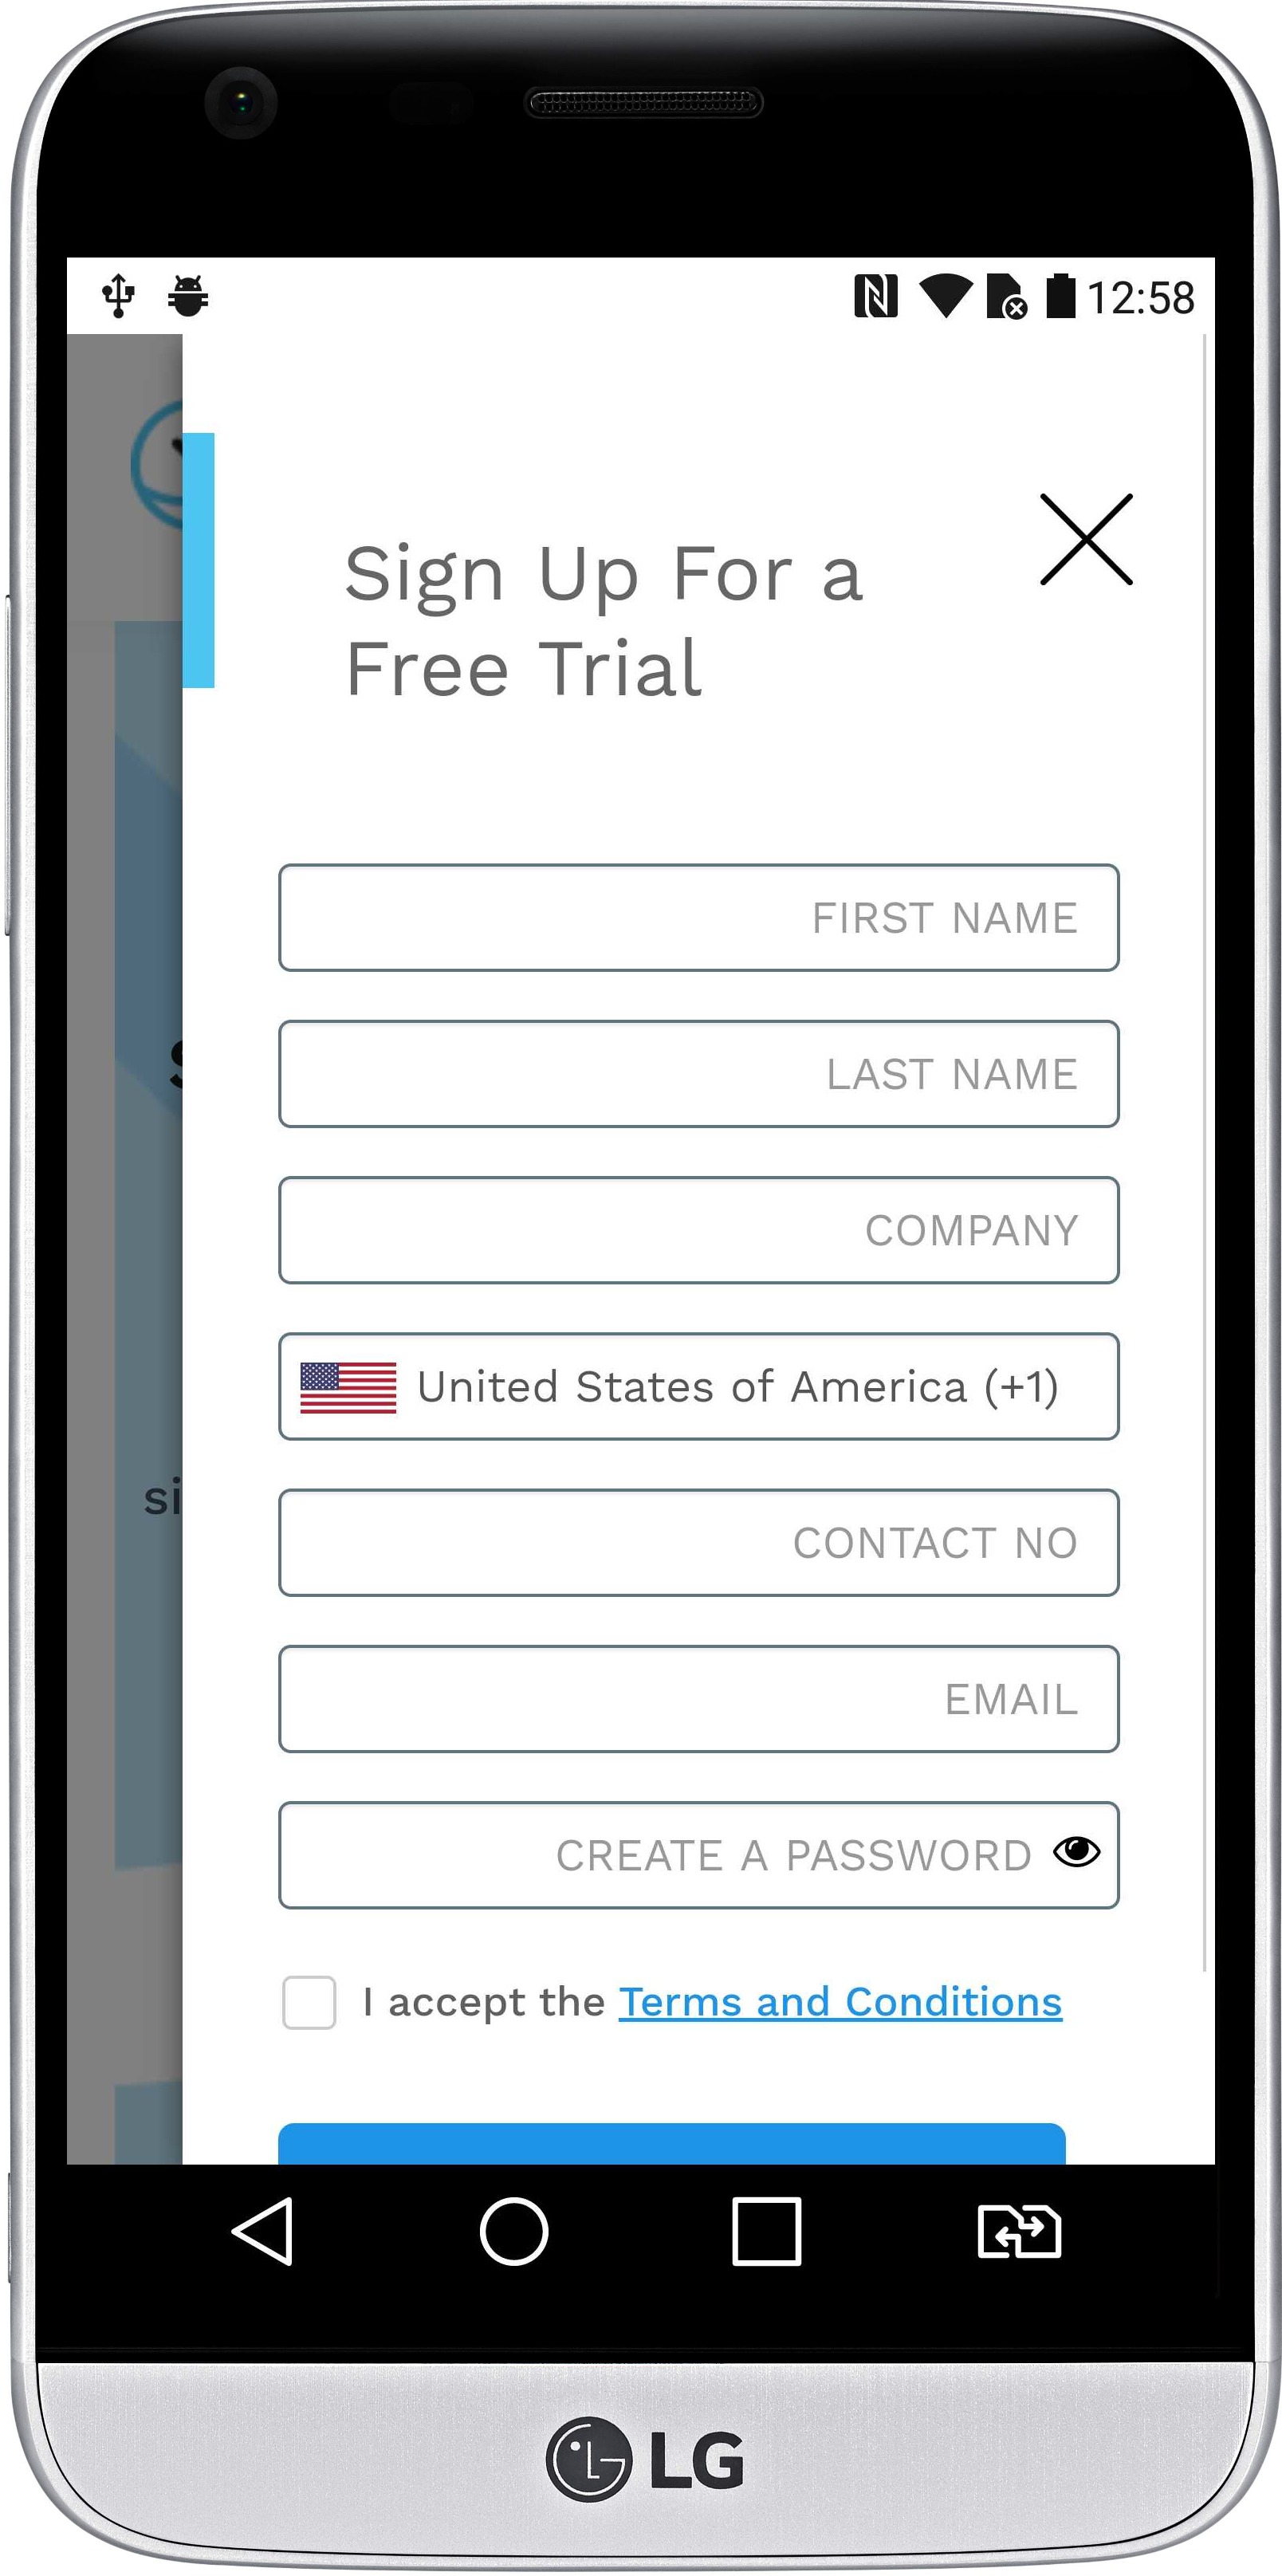 12:58
Sign Up For a
Free Trial
FIRST NAME
LAST NAME
COMPANY
United States of America (+1)
CONTACT NO
EMAIL
CREATE A PASSWORD
I accept the Terms and Conditions
si
LG